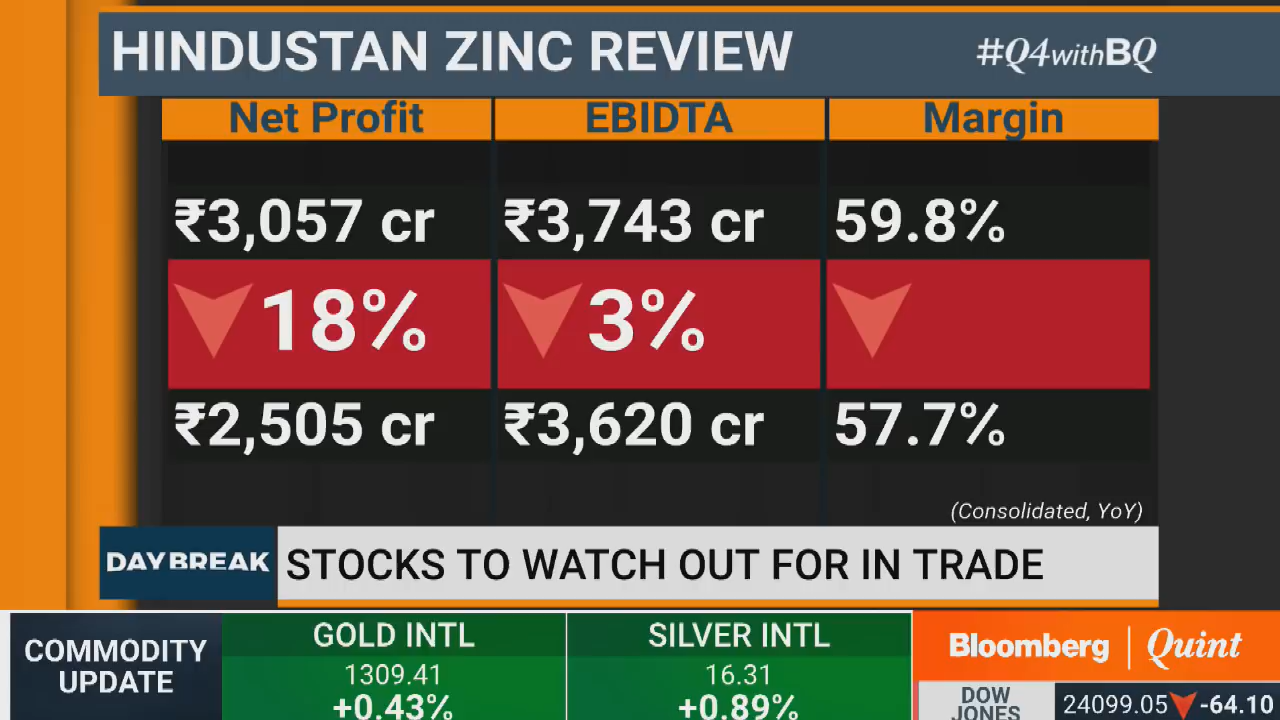 HINDUSTAN ZINC REVIEW #Q4withBQ
Net Profit EBIDTA Margin
₹3,057 cr ₹3,743 cr 59.8%
18% 3%
₹2,505 cr ₹3,620 cr 57.7%
(Consolidated, YoY)
DAYBREAK STOCKS TO WATCH OUT FOR IN TRADE
COMMODITY UPDATE
GOLD INTL
1309.41
+0.43%
SILVER INTL
16.31
+0.89%
Bloomberg | Quint
DOW JONES
24099.05 -64.10